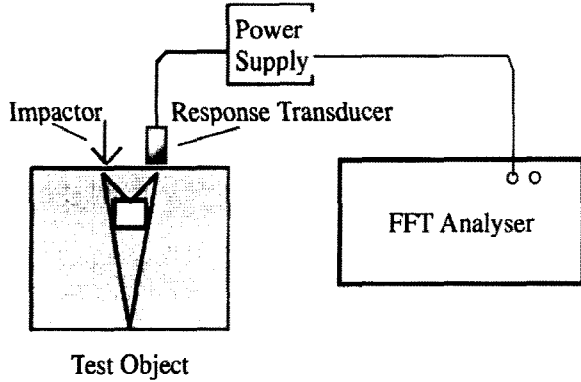 Power
Supply
Impactor
Response Transducer
FFT Analyser
Test Object